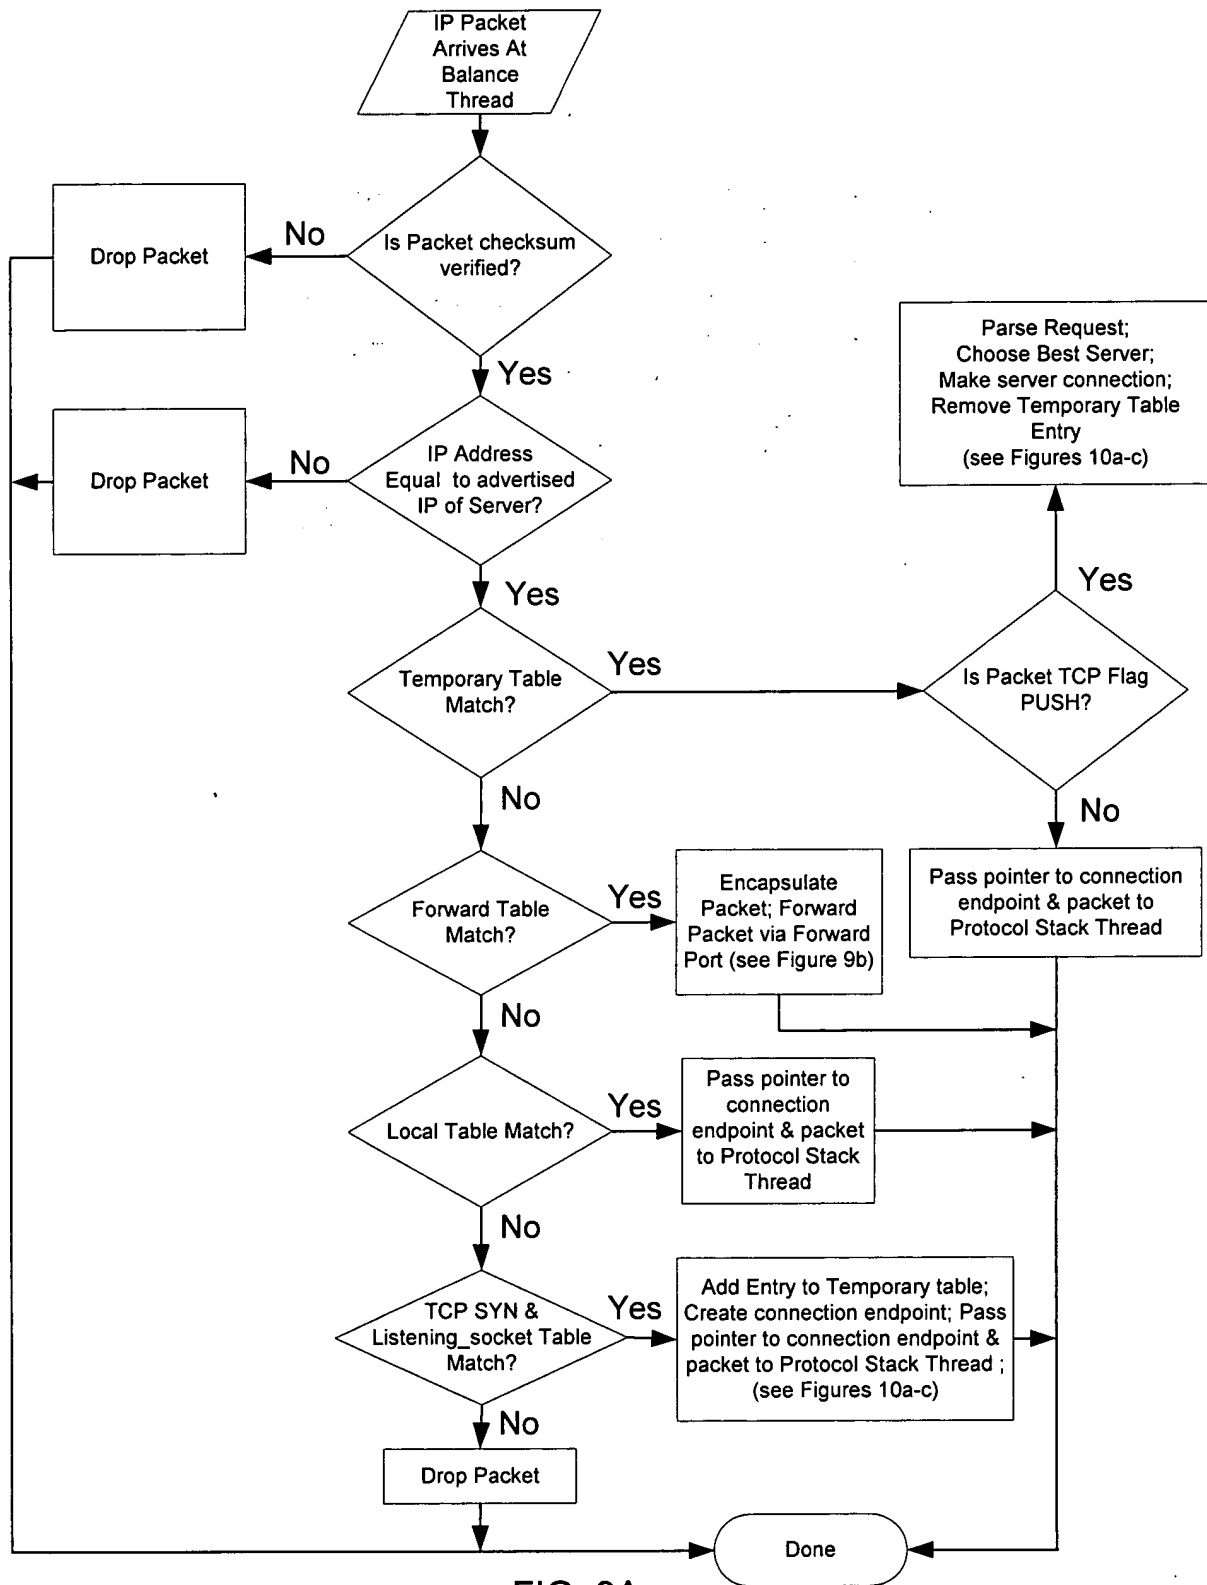 IP Packet
Arrives At
Balance
Thread
Is Packet checksum
verified?
No
Drop Packet
Yes
IP Address
Equal to advertised
IP of Server?
No
Drop Packet
Yes
Temporary Table
Match?
Yes
Is Packet TCP Flag
PUSH?
Yes
Parse Request;
Choose Best Server;
Make server connection;
Remove Temporary Table
Entry
(see Figures 10a-c)
No
Pass pointer to connection
endpoint & packet to
Protocol Stack Thread
No
Forward Table
Match?
Yes
Encapsulate
Packet; Forward
Packet via Forward
Port (see Figure 9b)
No
Local Table Match?
Yes
Pass pointer to
connection
endpoint & packet
to Protocol Stack
Thread
No
TCP SYN &
Listening_socket Table
Match?
Yes
Add Entry to Temporary table;
Create connection endpoint; Pass
pointer to connection endpoint &
packet to Protocol Stack Thread ;
(see Figures 10a-c)
No
Drop Packet
Done